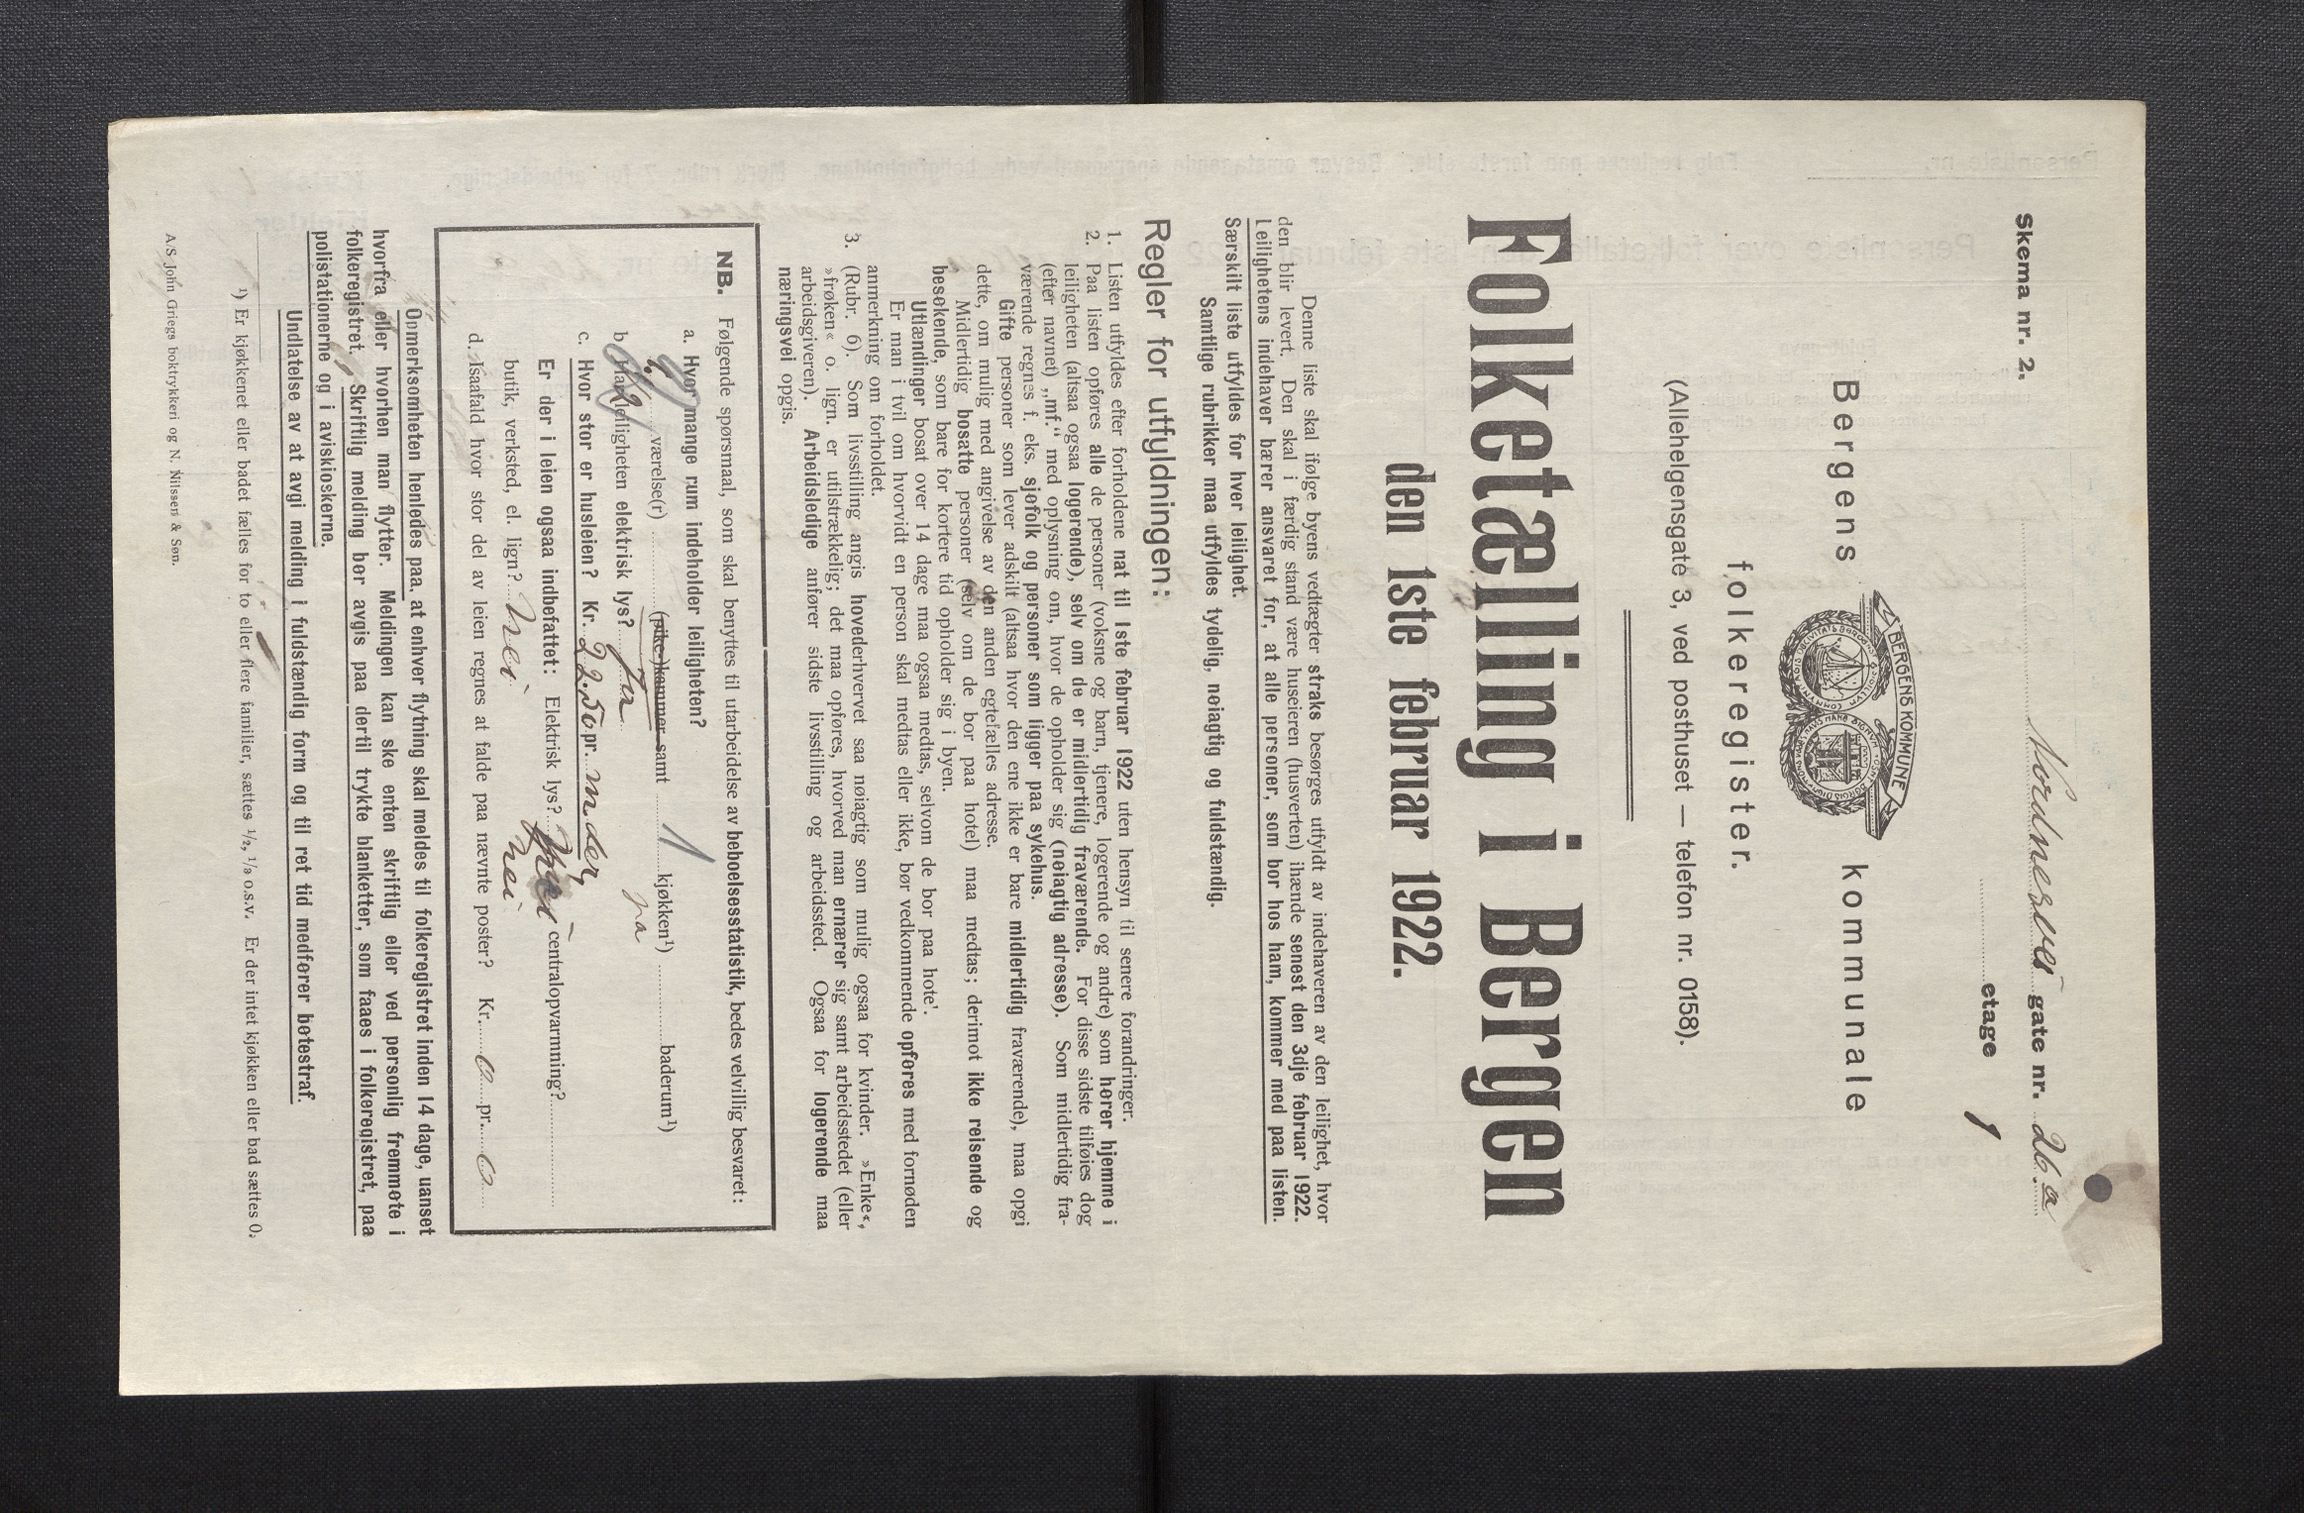 Skema nr. 2. Nordnesvei gate nr. 26 a
etage 1
BERGENS KOMMUNE
Bergens kommunale
folkeregister.
(Allehelgensgate 3, ved posthuset — telefon nr. 0158).
Folketælling i Bergen
den 1ste februar 1922.
Denne liste skal ifølge byens vedtægter straks besørges utfyldt av indehaveren av den leilighet, hvor
den blir levert. Den skal i færdig stand være huseieren (husverten) ihænde senest den 3dje februar 1922.
Leilighetens indehaver bærer ansvaret for, at alle personer, som bor hos ham, kommer med paa listen.
Særskilt liste utfyldes for hver leilighet.
Samtlige rubrikker maa utfyldes tydelig, nøiagtig og fuldstændig.
Regler for utfyldningen:
1. Listen utfyldes efter forholdene nat til 1ste februar 1922 uten hensyn til senere forandringer.
2. Paa listen opføres alle de personer (voksne og barn, tjenere, logerende og andre) som hører hjemme i
leiligheten (altsaa ogsaa logerende), selv om de er midlertidig fraværende. For disse sidste tilføies dog
(efter navnet) „mf.“ med oplysning om, hvor de opholder sig (nøiagtig adresse). Som midlertidig fra-
værende regnes f. eks. sjøfolk og personer som ligger paa sykehus.
Gifte personer som lever adskilt (altsaa hvor den ene ikke er bare midlertidig fraværende), maa opgi
dette, om mulig med angivelse av den anden egtefælles adresse.
Midlertidig bosatte personer (selv om de bor paa hotel) maa medtas; derimot ikke reisende og
besøkende, som bare for kortere tid opholder sig i byen.
Utlændinger bosat over 14 dage maa ogsaa medtas, selvom de bor paa hotel.
Er man i tvil om hvorvidt en person skal medtas eller ikke, bør vedkommende opføres med fornøden
anmerkning om forholdet.
3. (Rubr. 6). Som livsstilling angis hovederhvervet saa nøiagtig som mulig ogsaa for kvinder. »Enke«,
»frøken« o. lign. er utilstrækkelig; det maa opføres, hvorved man ernærer sig samt arbeidsstedet (eller
arbeidsgiveren). Arbeidsledige anfører sidste livsstilling og arbeidssted. Ogsaa for logerende maa
næringsvei opgis.
NB. Følgende spørsmaal, som skal benyttes til utarbeidelse av beboelsesstatistik, bedes velvillig besvaret:
a. Hvor mange rum indeholder leiligheten?
2 værelse(r) (pike-)kammer samt 1 kjøkken¹) baderum¹)
b. Har leiligheten elektrisk lys? Ja
c. Hvor stor er husleien? Kr. 22.50 pr. mnder
Er der i leien ogsaa indbefattet: Elektrisk lys? Nei centralopvarmning?
butik, verksted, el. lign? Nei Nei
d. Isaafald hvor stor del av leien regnes at falde paa nævnte poster? Kr. 0 pr. 0
Opmerksomheten henledes paa, at enhver flytning skal meldes til folkeregistret inden 14 dage, uanset
hvorfra eller hvorhen man flytter. Meldingen kan ske enten skriftlig eller ved personlig fremmøte i
folkeregistret. Skriftlig melding bør avgis paa dertil trykte blanketter, som faaes i folkeregistret, paa
polistationerne og i aviskioskerne.
Undlatelse av at avgi melding i fuldstændig form og til ret tid medfører bøtestraf.
¹) Er kjøkkenet eller badet fælles for to eller flere familier, sættes ¹/₂, ¹/₃ o.s.v. Er der intet kjøkken eller bad sættes 0.
A/S John Griegs boktrykkeri og N. Nilssen & Søn.